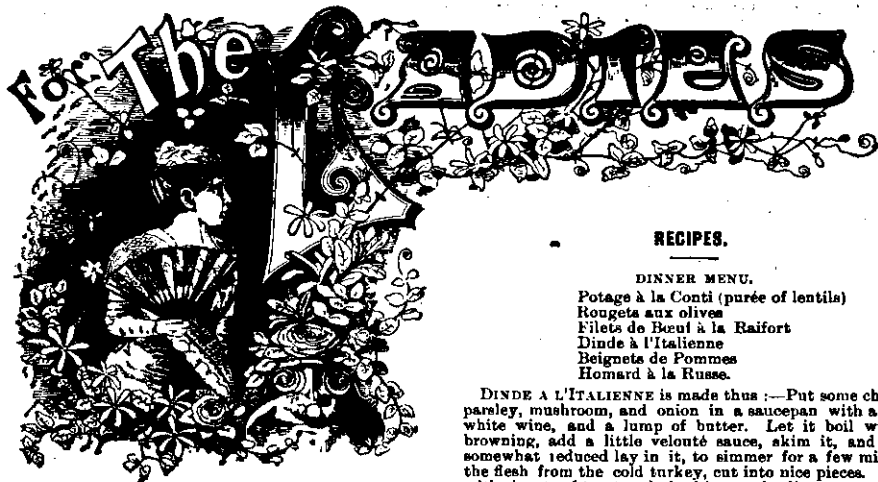 For The LADIES
RECIPES.
DINNER MENU.
Potage à la Conti (purée of lentils)
Rougets aux olives
Filets de Bœuf à la Raifort
Dinde à l'Italienne
Beignets de Pommes
Homard à la Russe.
DINDE A L'ITALIENNE is made thus :—Put some ch
parsley, mushroom, and onion in a saucepan with a
white wine, and a lump of butter. Let it boil w
browning, add a little velouté sauce, skim it, and
somewhat reduced lay in it, to simmer for a few mi
the flesh from the cold turkey, cut into nice pieces.